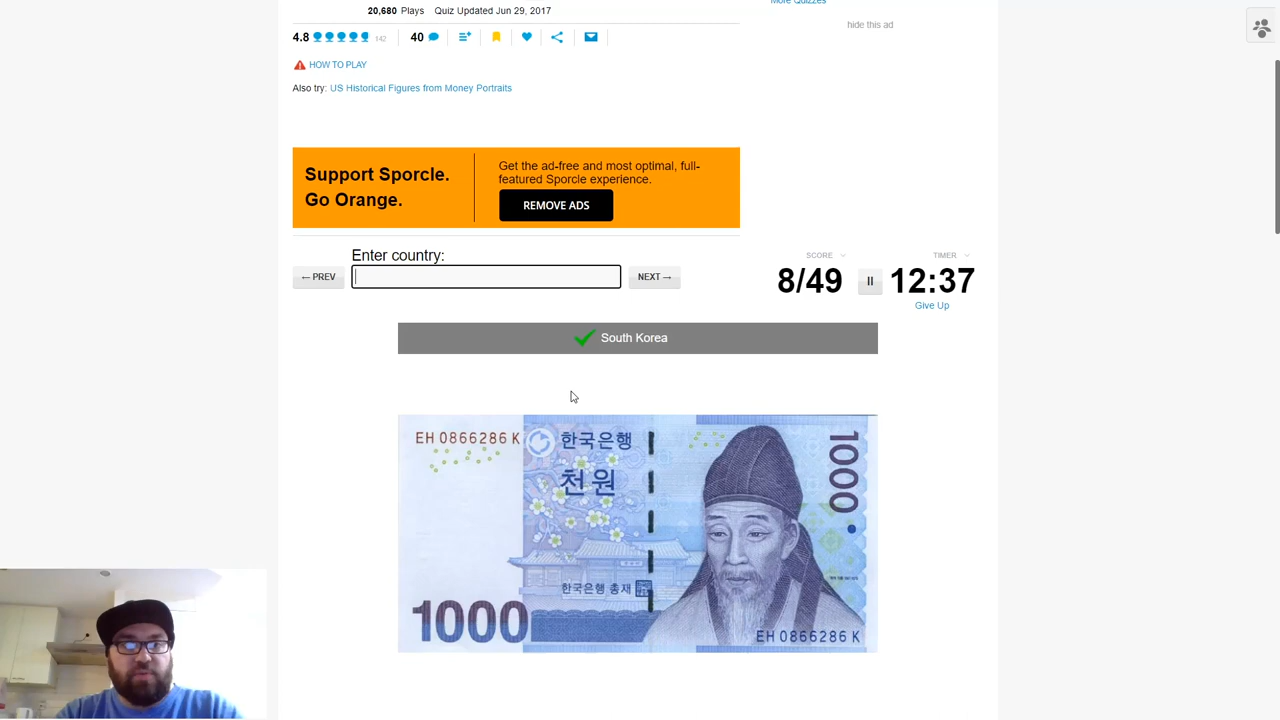 More Quizzes
20,680 Plays Quiz Updated Jun 29, 2017
hide this ad
4.8 142 40
HOW TO PLAY
Also try: US Historical Figures from Money Portraits
Support Sporcle.
Go Orange.
Get the ad-free and most optimal, full-
featured Sporcle experience.
REMOVE ADS
Enter country:
← PREV
NEXT →
SCORE
8/49
TIMER
12:37
Give Up
South Korea
EH 0866286 K
한국은행
천원
1000
한국은행 총재
1000
EH 0866286 K